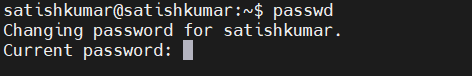 satishkumar@satishkumar:~$ passwd
Changing password for satishkumar.
Current password: